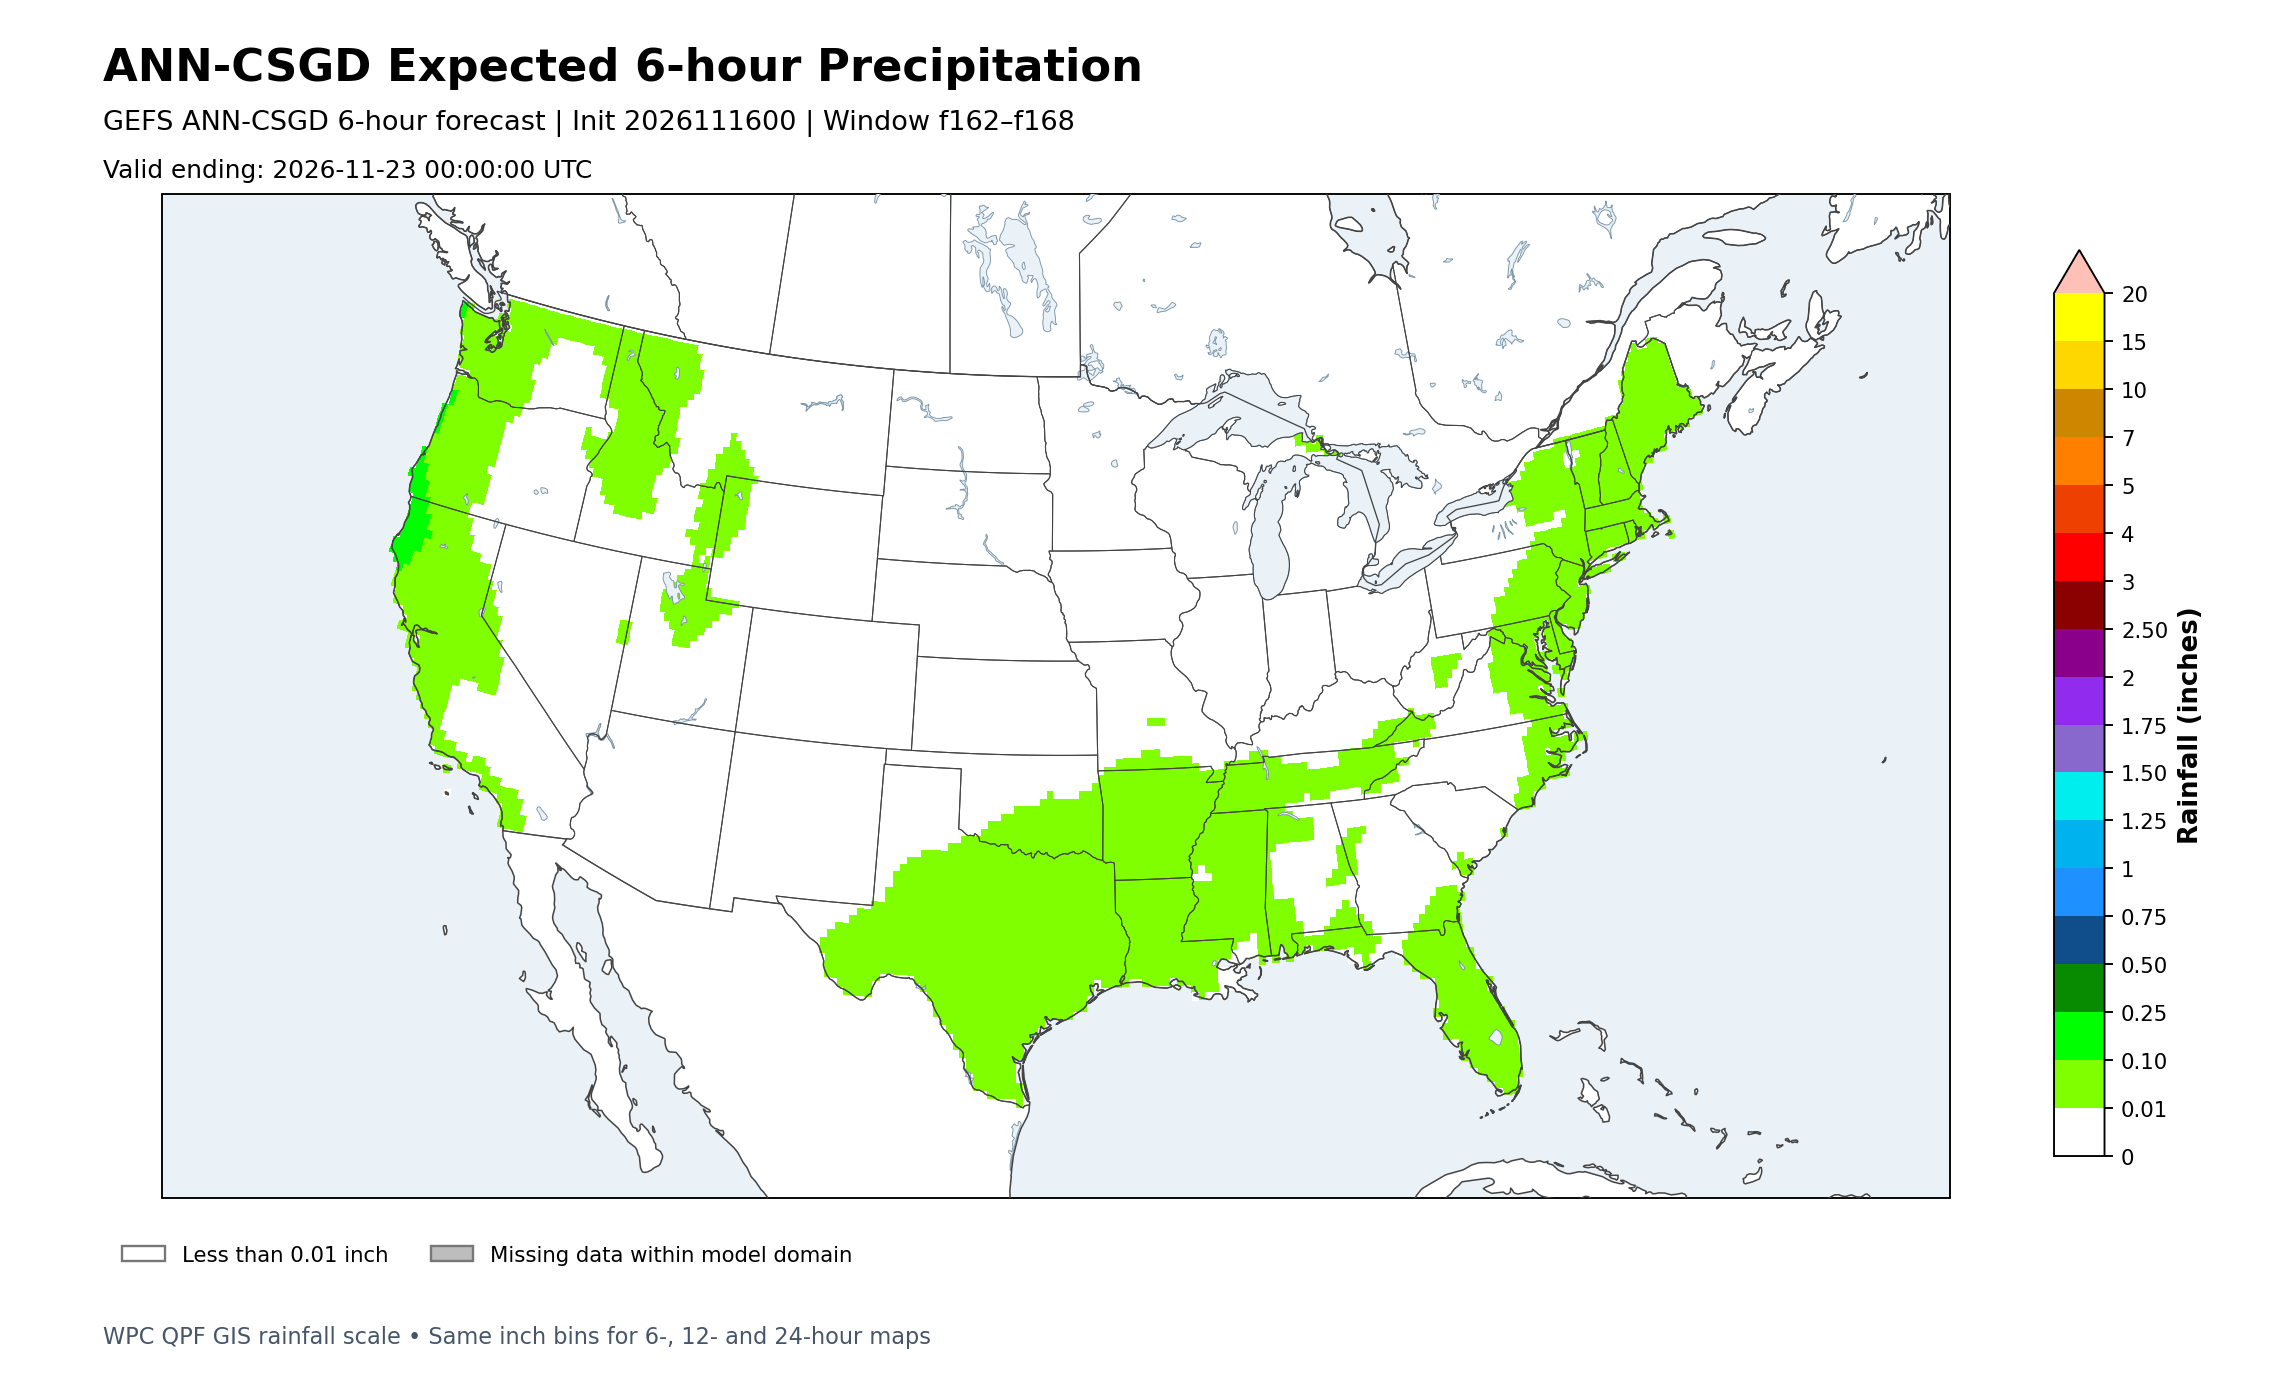 ANN-CSGD Expected 6-hour Precipitation
GEFS ANN-CSGD 6-hour forecast | Init 2026111600 | Window f162–f168
Valid ending: 2026-11-23 00:00:00 UTC
20
15
10
7
5
4
3
2.50
2
1.75
1.50
1.25
1
0.75
0.50
0.25
0.10
0.01
0
Rainfall (inches)
Less than 0.01 inch
Missing data within model domain
WPC QPF GIS rainfall scale • Same inch bins for 6-, 12- and 24-hour maps